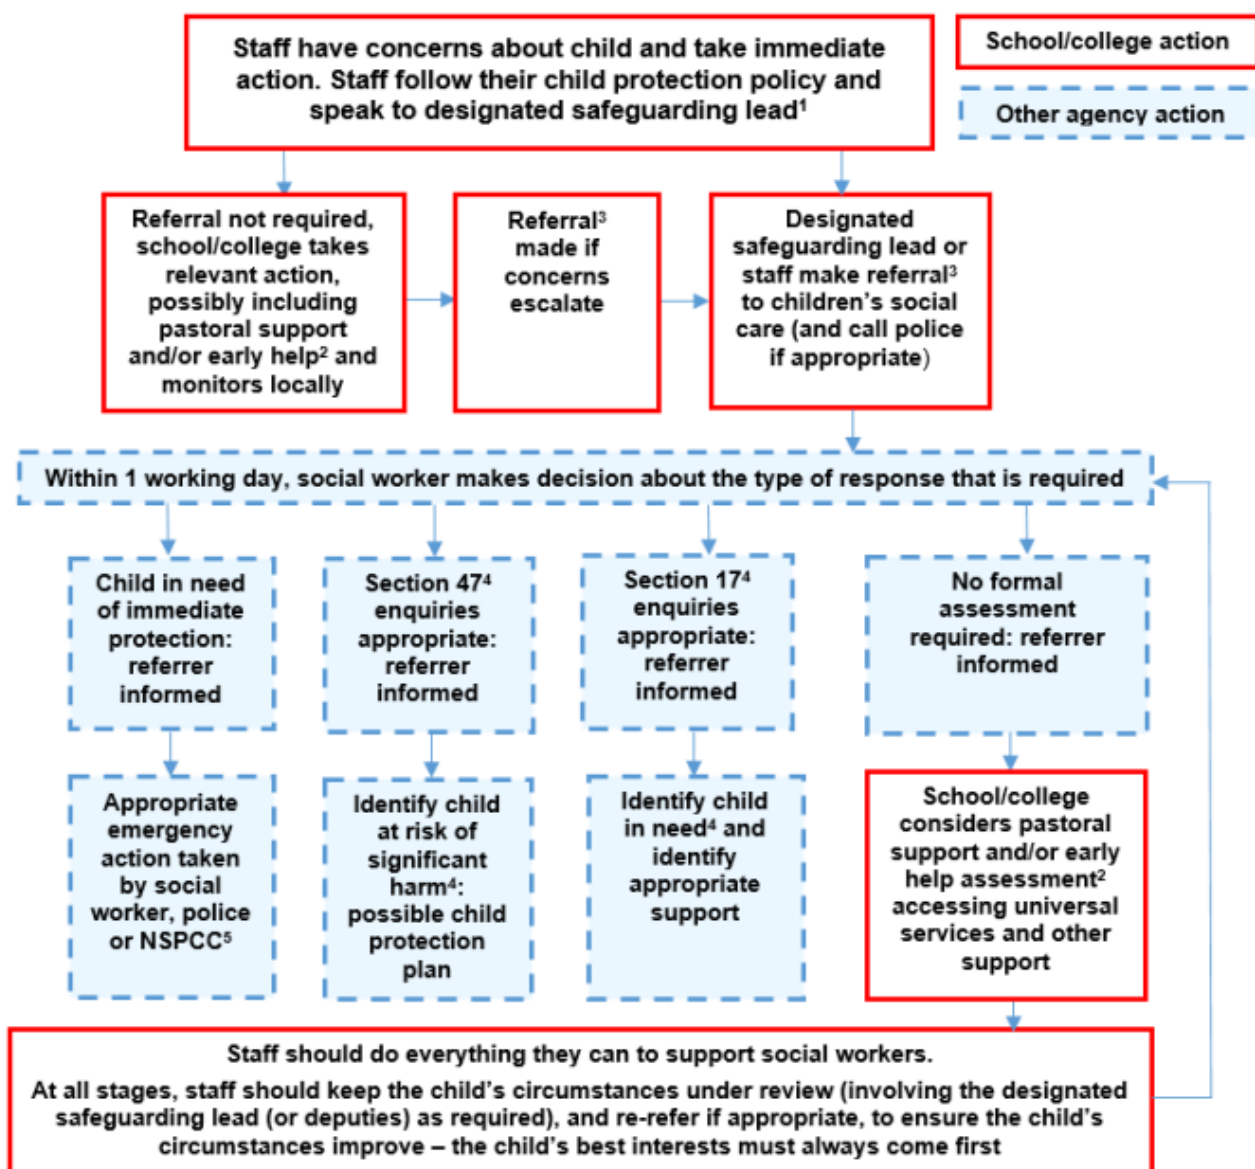 Staff have concerns about child and take immediate
action. Staff follow their child protection policy and
speak to designated safeguarding lead¹
School/college action
Other agency action
Referral not required,
school/college takes
relevant action,
possibly including
pastoral support
and/or early help² and
monitors locally
Referral³
made if
concerns
escalate
Designated
safeguarding lead or
staff make referral³
to children’s social
care (and call police
if appropriate)
Within 1 working day, social worker makes decision about the type of response that is required
Child in need
of immediate
protection:
referrer
informed
Section 47⁴
enquiries
appropriate:
referrer
informed
Section 17⁴
enquiries
appropriate:
referrer
informed
No formal
assessment
required: referrer
informed
Appropriate
emergency
action taken
by social
worker, police
or NSPCC⁵
Identify child
at risk of
significant
harm⁴:
possible child
protection
plan
Identify child
in need⁴ and
identify
appropriate
support
School/college
considers pastoral
support and/or early
help assessment²
accessing universal
services and other
support
Staff should do everything they can to support social workers.
At all stages, staff should keep the child’s circumstances under review (involving the designated
safeguarding lead (or deputies) as required), and re-refer if appropriate, to ensure the child’s
circumstances improve – the child’s best interests must always come first